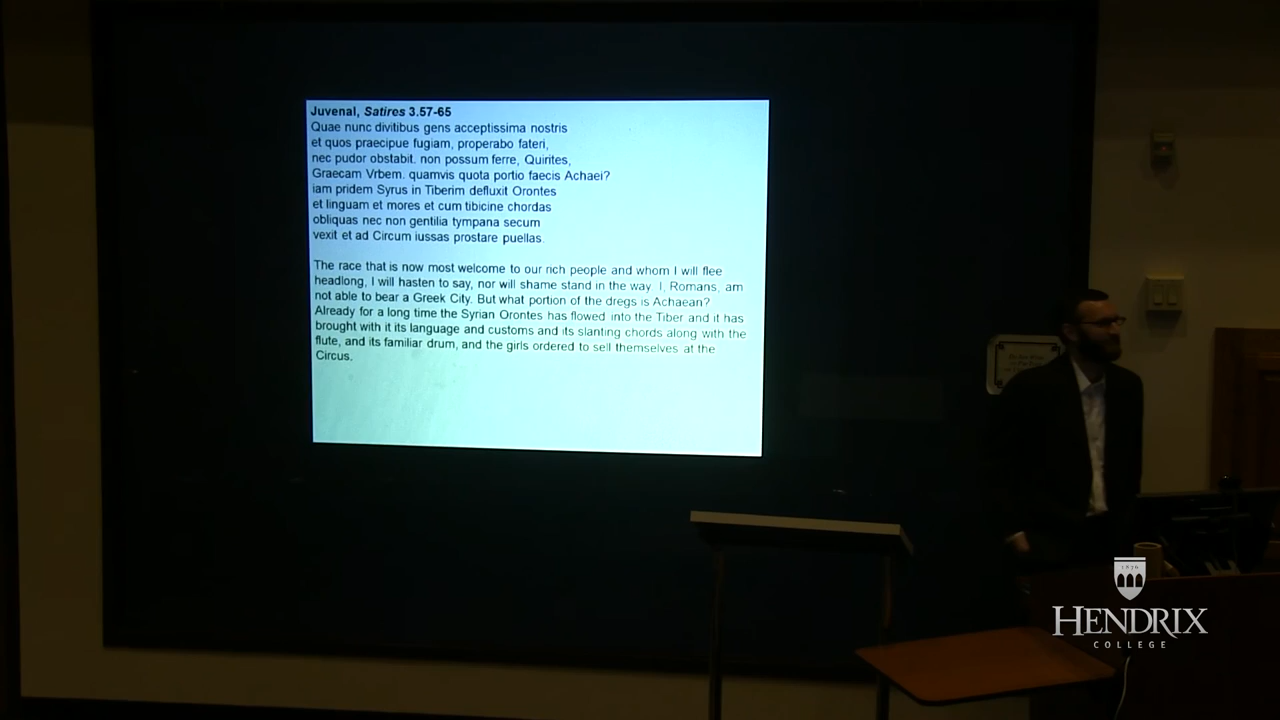 Juvenal, Satires 3.57-65
Quae nunc divitibus gens acceptissima nostris
et quos praecipue fugiam, properabo fateri,
nec pudor obstabit. non possum ferre, Quirites,
Graecam Vrbem. quamvis quota portio faecis Achaei?
iam pridem Syrus in Tiberim defluxit Orontes
et linguam et mores et cum tibicine chordas
obliquas nec non gentilia tympana secum
vexit et ad Circum iussas prostare puellas.
The race that is now most welcome to our rich people and whom I will flee
headlong, I will hasten to say, nor will shame stand in the way I, Romans, am
not able to bear a Greek City. But what portion of the dregs is Achaean?
Already for a long time the Syrian Orontes has flowed into the Tiber and it has
brought with it its language and customs and its slanting chords along with the
flute, and its familiar drum, and the girls ordered to sell themselves at the
Circus.
1876
HENDRIX
COLLEGE